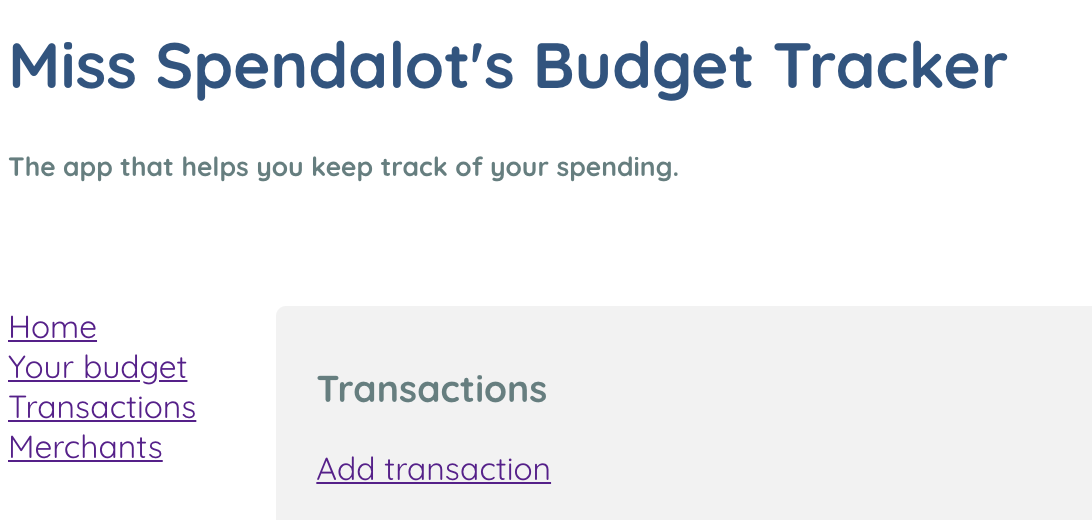 Miss Spendalot's Budget Tracker
The app that helps you keep track of your spending.
Home
Your budget
Transactions
Merchants
Transactions
Add transaction